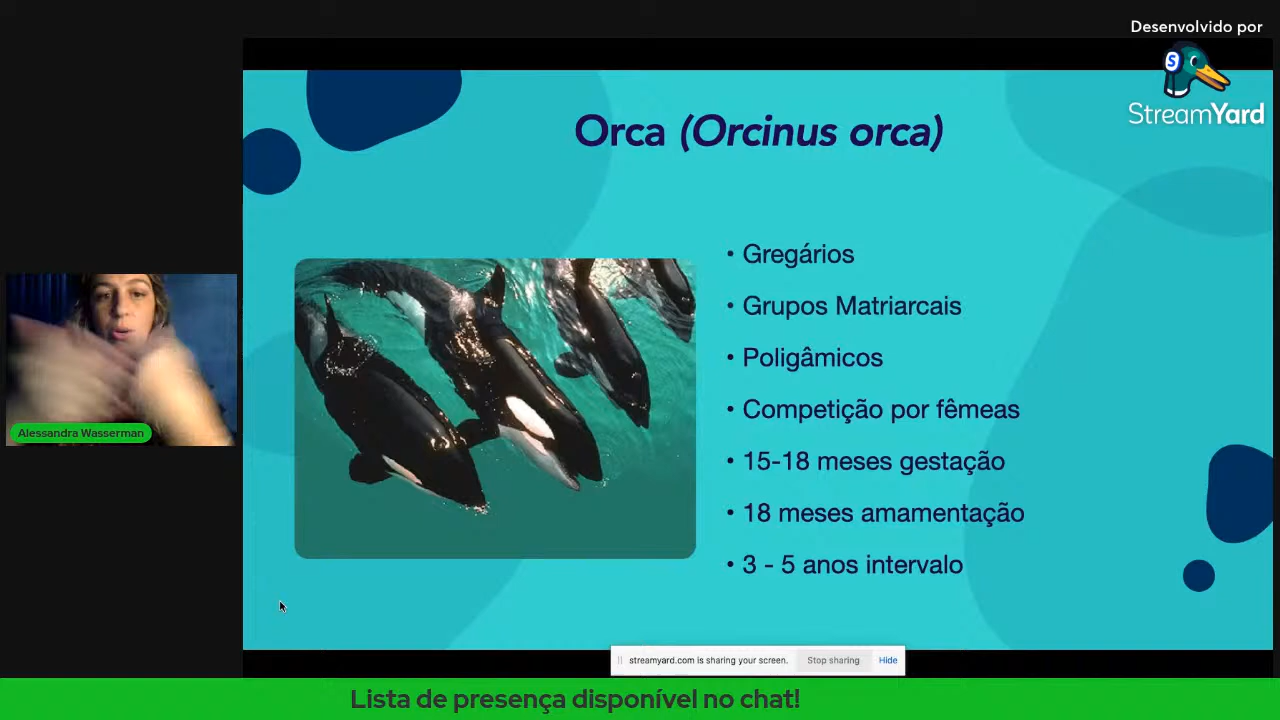 Desenvolvido por
StreamYard
Orca (Orcinus orca)
• Gregários
• Grupos Matriarcais
• Poligâmicos
• Competição por fêmeas
• 15-18 meses gestação
• 18 meses amamentação
• 3 - 5 anos intervalo
Alessandra Wasserman
streamyard.com is sharing your screen. Stop sharing Hide
Lista de presença disponível no chat!